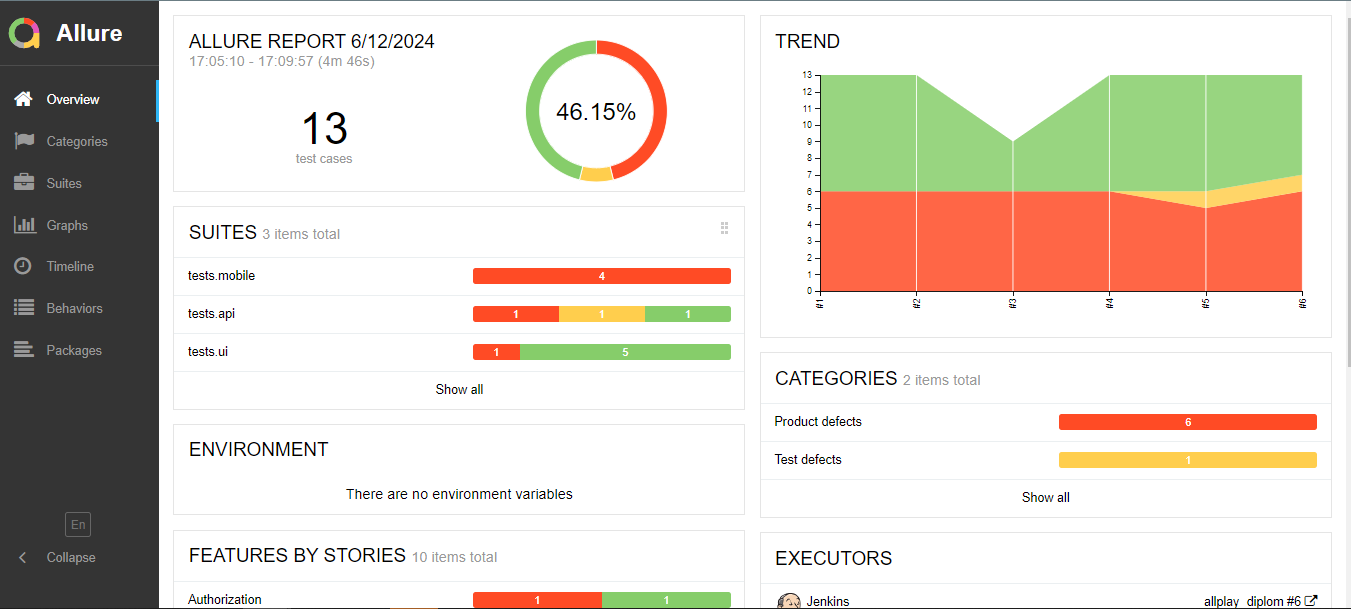 Allure
Overview
Categories
Suites
Graphs
Timeline
Behaviors
Packages
En
Collapse
ALLURE REPORT 6/12/2024
17:05:10 - 17:09:57 (4m 46s)
13
test cases
46.15%
SUITES 3 items total
tests.mobile 4
tests.api 1 1 1
tests.ui 1 5
Show all
ENVIRONMENT
There are no environment variables
FEATURES BY STORIES 10 items total
Authorization 1 1
TREND
13
12
11
10
9
8
7
6
5
4
3
2
1
0
#1 #2 #3 #4 #5 #6
CATEGORIES 2 items total
Product defects 6
Test defects 1
Show all
EXECUTORS
Jenkins allplay_diplom #6